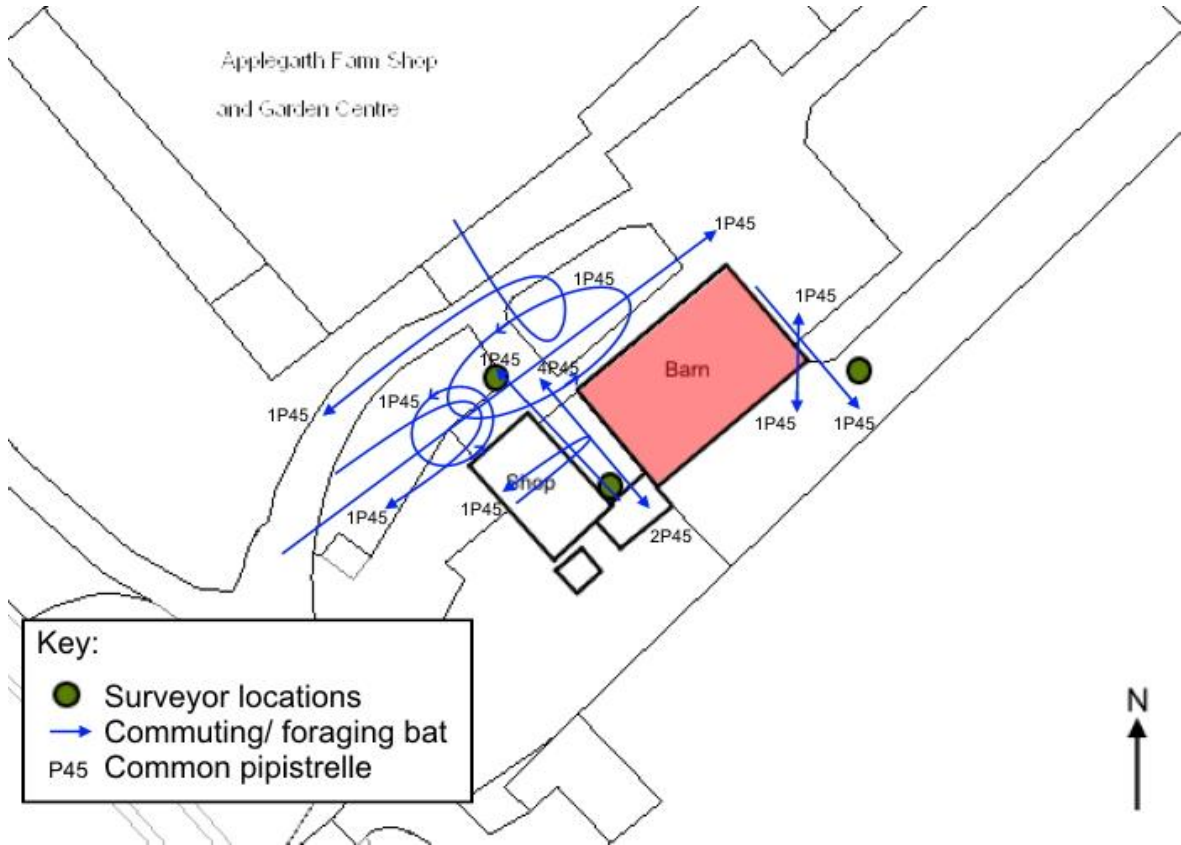 Applegarth Farm Shop
and Garden Centre
1P45
1P45
1P45
1P45
4P45
Barn
1P45
1P45
1P45
1P45
1P45
Shop
1P45
1P45
2P45
Key:
Surveyor locations
Commuting/ foraging bat
P45 Common pipistrelle
N